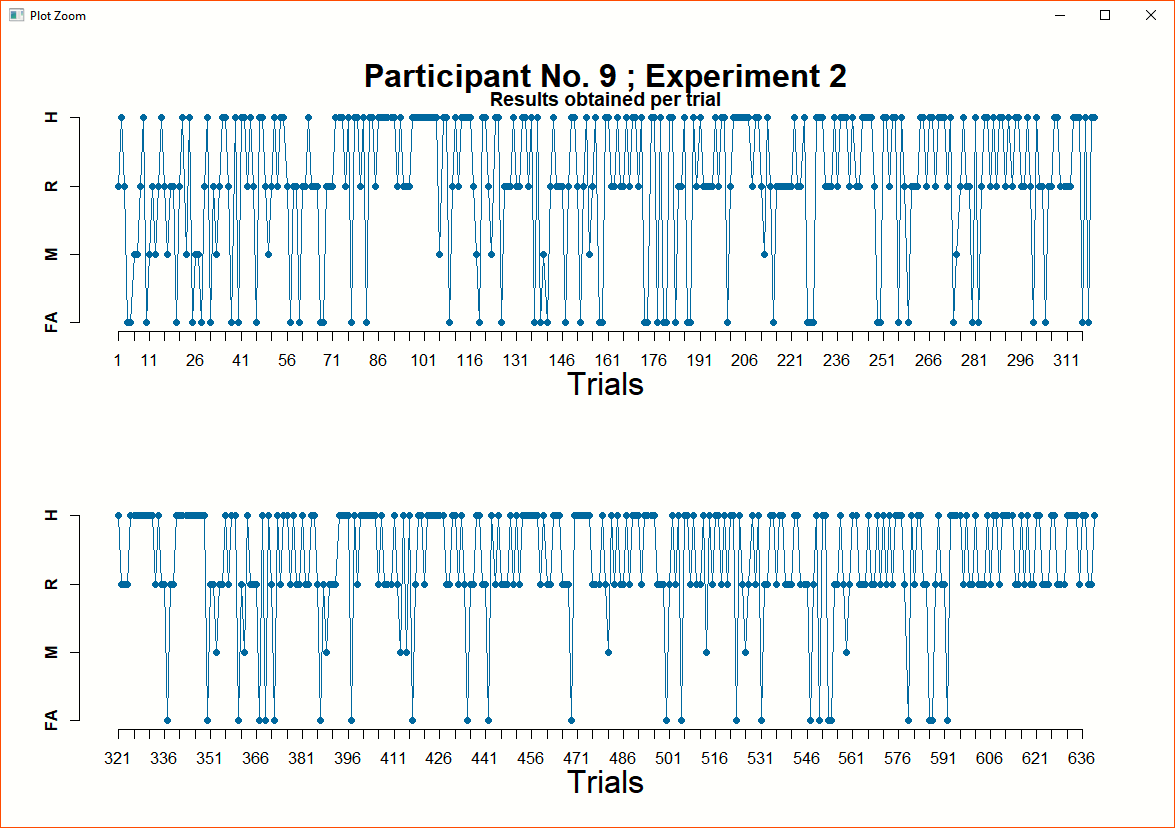 Plot Zoom
Participant No. 9 ; Experiment 2
Results obtained per trial
H
R
M
FA
1 11 26 41 56 71 86 101 116 131 146 161 176 191 206 221 236 251 266 281 296 311
Trials
H
R
M
FA
321 336 351 366 381 396 411 426 441 456 471 486 501 516 531 546 561 576 591 606 621 636
Trials